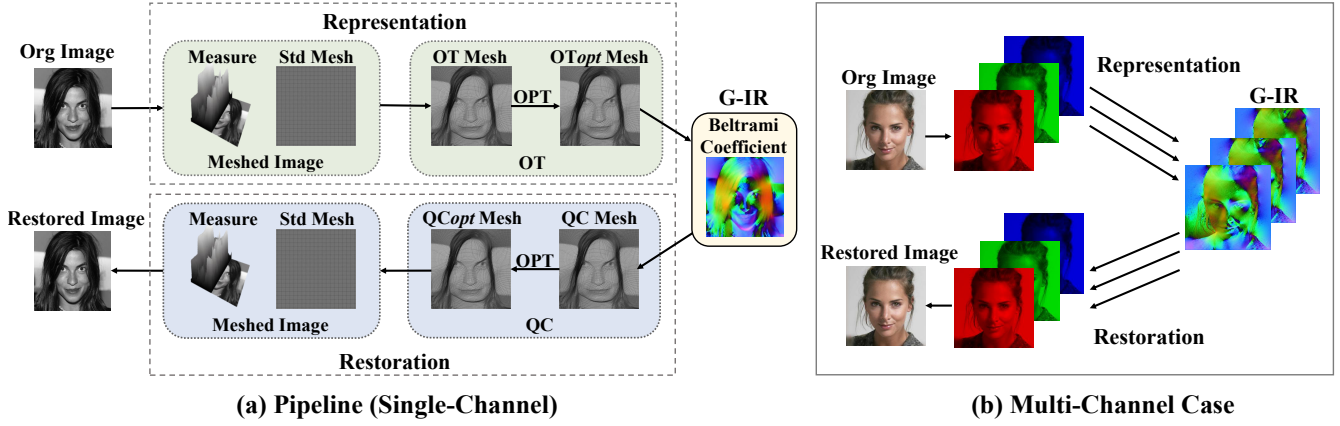 Representation
Org Image
Measure
Std Mesh
Meshed Image
OT Mesh
OTopt Mesh
OPT
OT
G-IR
Beltrami
Coefficient
Restored Image
Measure
Std Mesh
Meshed Image
QCopt Mesh
QC Mesh
OPT
QC
Restoration
(a) Pipeline (Single-Channel)
Org Image
Representation
G-IR
Restored Image
Restoration
(b) Multi-Channel Case